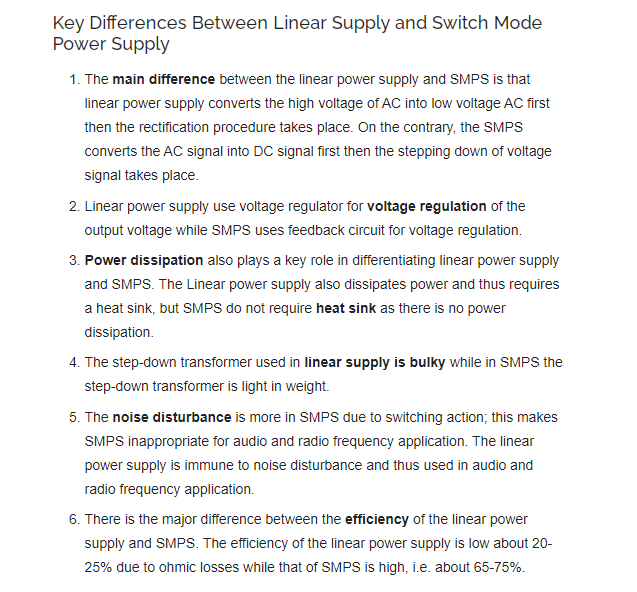 Key Differences Between Linear Supply and Switch Mode
Power Supply
1. The main difference between the linear power supply and SMPS is that
linear power supply converts the high voltage of AC into low voltage AC first
then the rectification procedure takes place. On the contrary, the SMPS
converts the AC signal into DC signal first then the stepping down of voltage
signal takes place.
2. Linear power supply use voltage regulator for voltage regulation of the
output voltage while SMPS uses feedback circuit for voltage regulation.
3. Power dissipation also plays a key role in differentiating linear power supply
and SMPS. The Linear power supply also dissipates power and thus requires
a heat sink, but SMPS do not require heat sink as there is no power
dissipation.
4. The step-down transformer used in linear supply is bulky while in SMPS the
step-down transformer is light in weight.
5. The noise disturbance is more in SMPS due to switching action; this makes
SMPS inappropriate for audio and radio frequency application. The linear
power supply is immune to noise disturbance and thus used in audio and
radio frequency application.
6. There is the major difference between the efficiency of the linear power
supply and SMPS. The efficiency of the linear power supply is low about 20-
25% due to ohmic losses while that of SMPS is high, i.e. about 65-75%.